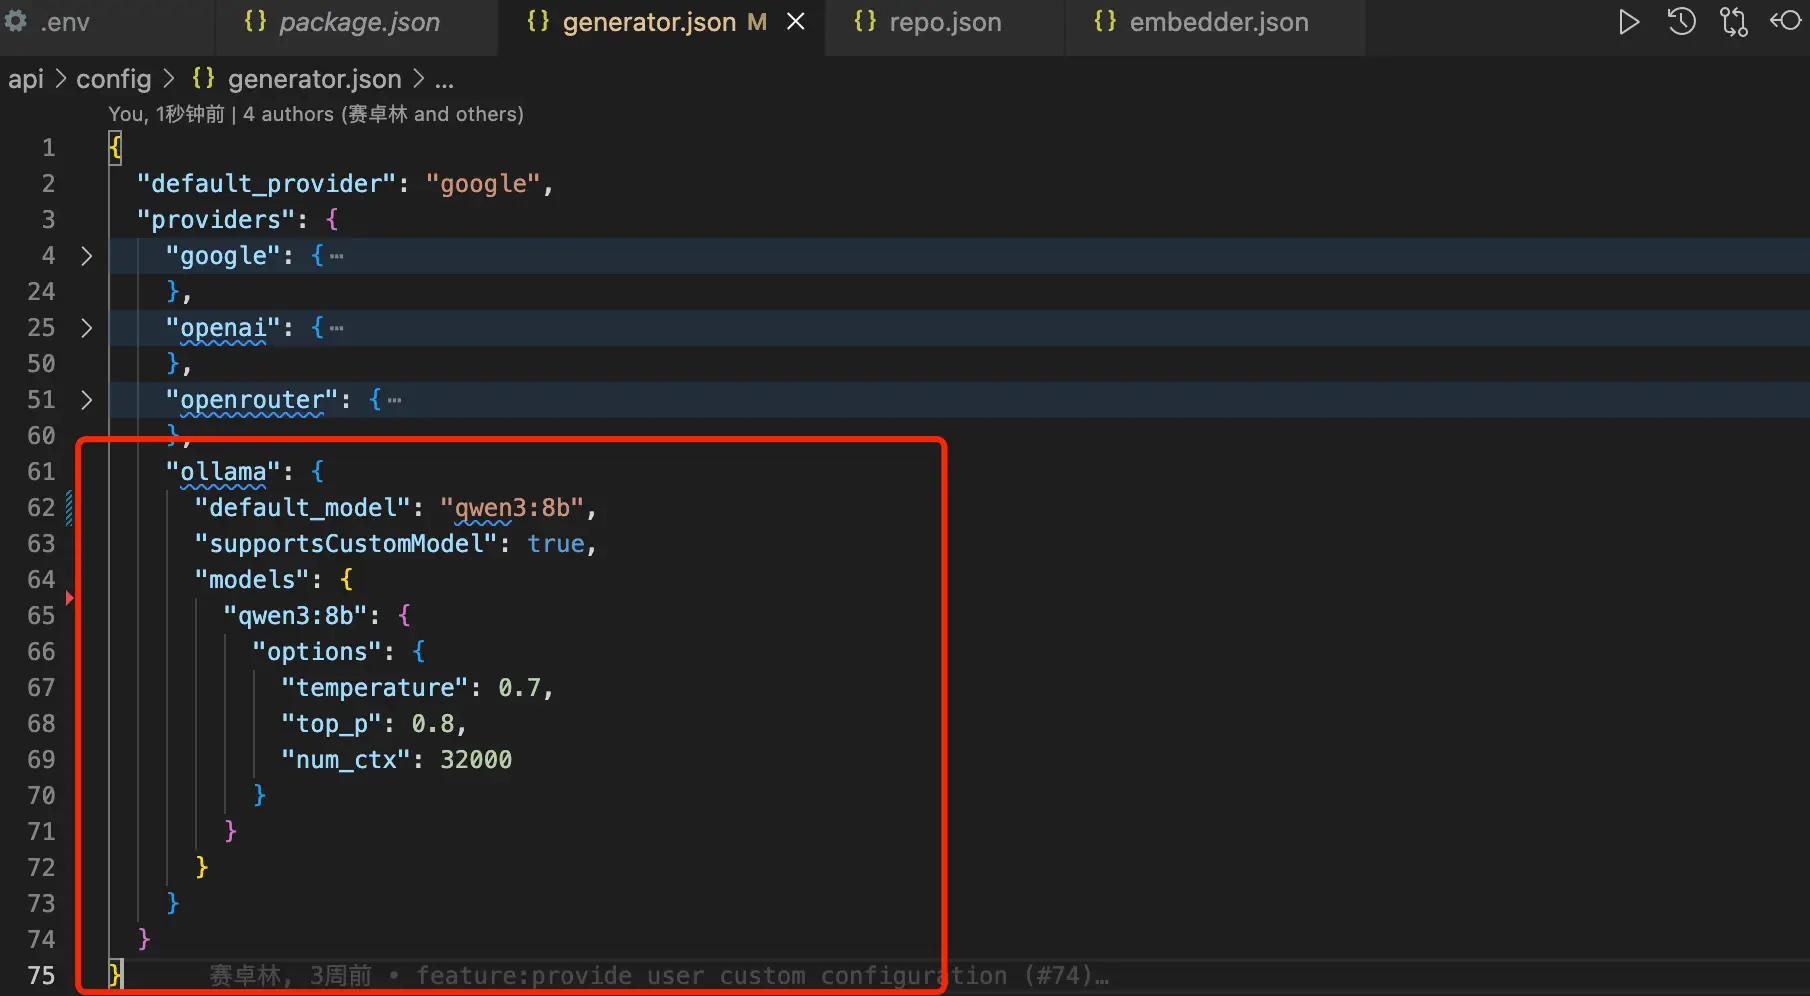 .env {} package.json {} generator.json M {} repo.json {} embedder.json
api > config > {} generator.json > ...
You, 1秒钟前 | 4 authors (赛卓林 and others)
1 {
2 "default_provider": "google",
3 "providers": {
4 "google": { ⋯
24 },
25 "openai": { ⋯
50 },
51 "openrouter": { ⋯
60 },
61 "ollama": {
62 "default_model": "qwen3:8b",
63 "supportsCustomModel": true,
64 "models": {
65 "qwen3:8b": {
66 "options": {
67 "temperature": 0.7,
68 "top_p": 0.8,
69 "num_ctx": 32000
70 }
71 }
72 }
73 }
74 }
75 } 赛卓林, 3周前 • feature:provide user custom configuration (#74)…